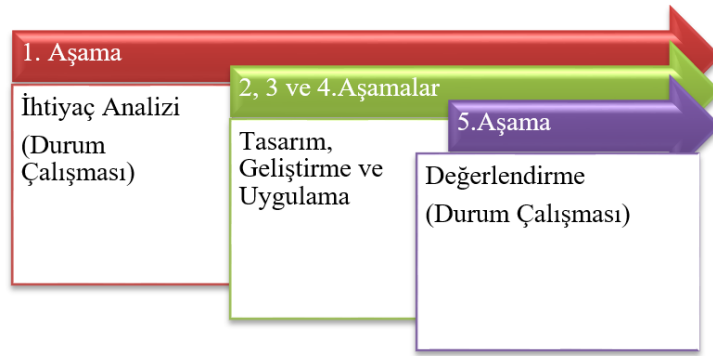 1. Aşama
İhtiyaç Analizi
(Durum
Çalışması)
2, 3 ve 4.Aşamalar
Tasarım,
Geliştirme ve
Uygulama
5.Aşama
Değerlendirme
(Durum Çalışması)